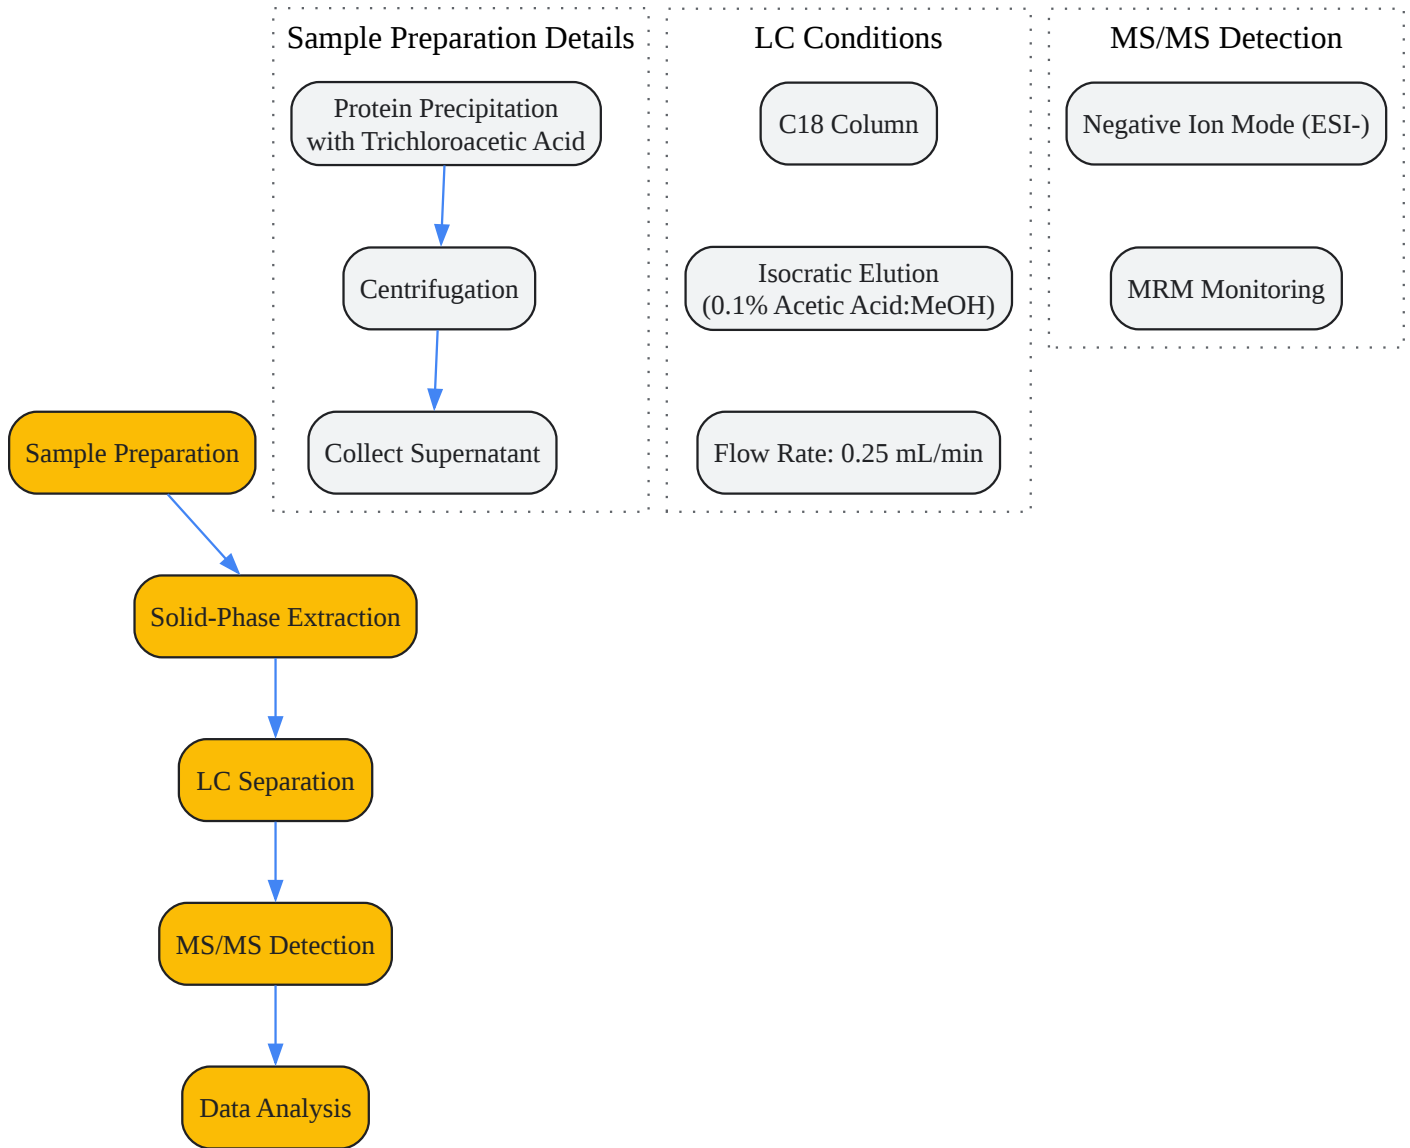 Sample Preparation Details
Protein Precipitation
with Trichloroacetic Acid
Centrifugation
Collect Supernatant
LC Conditions
C18 Column
Isocratic Elution
(0.1% Acetic Acid:MeOH)
Flow Rate: 0.25 mL/min
MS/MS Detection
Negative Ion Mode (ESI-)
MRM Monitoring
Sample Preparation
Solid-Phase Extraction
LC Separation
MS/MS Detection
Data Analysis